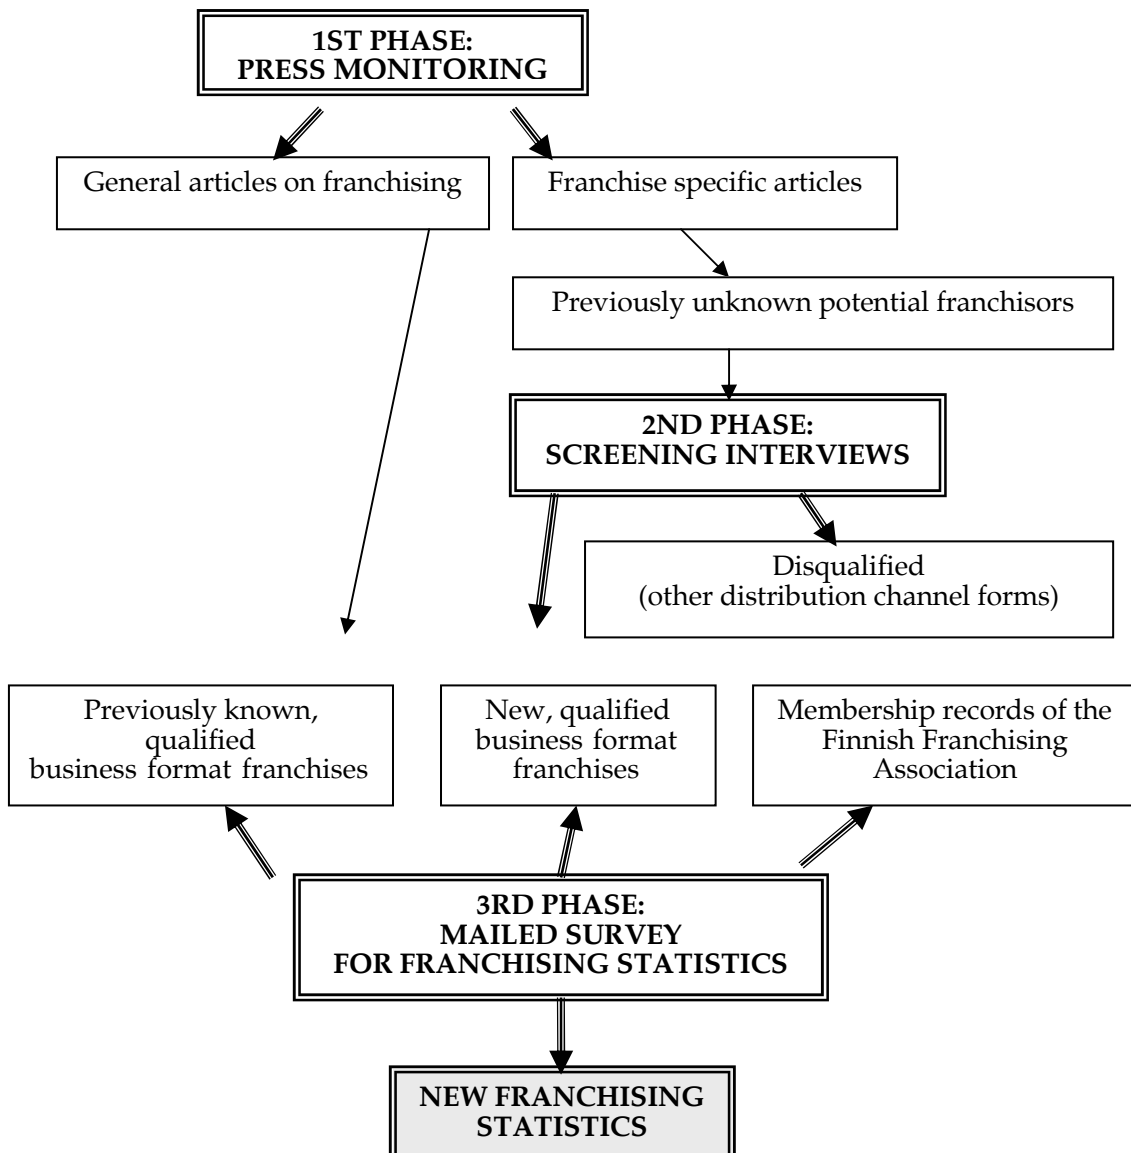 1ST PHASE:
PRESS MONITORING
General articles on franchising
Franchise specific articles
Previously unknown potential franchisors
2ND PHASE:
SCREENING INTERVIEWS
Disqualified
(other distribution channel forms)
Previously known,
qualified
business format franchises
New, qualified
business format
franchises
Membership records of the
Finnish Franchising
Association
3RD PHASE:
MAILED SURVEY
FOR FRANCHISING STATISTICS
NEW FRANCHISING
STATISTICS